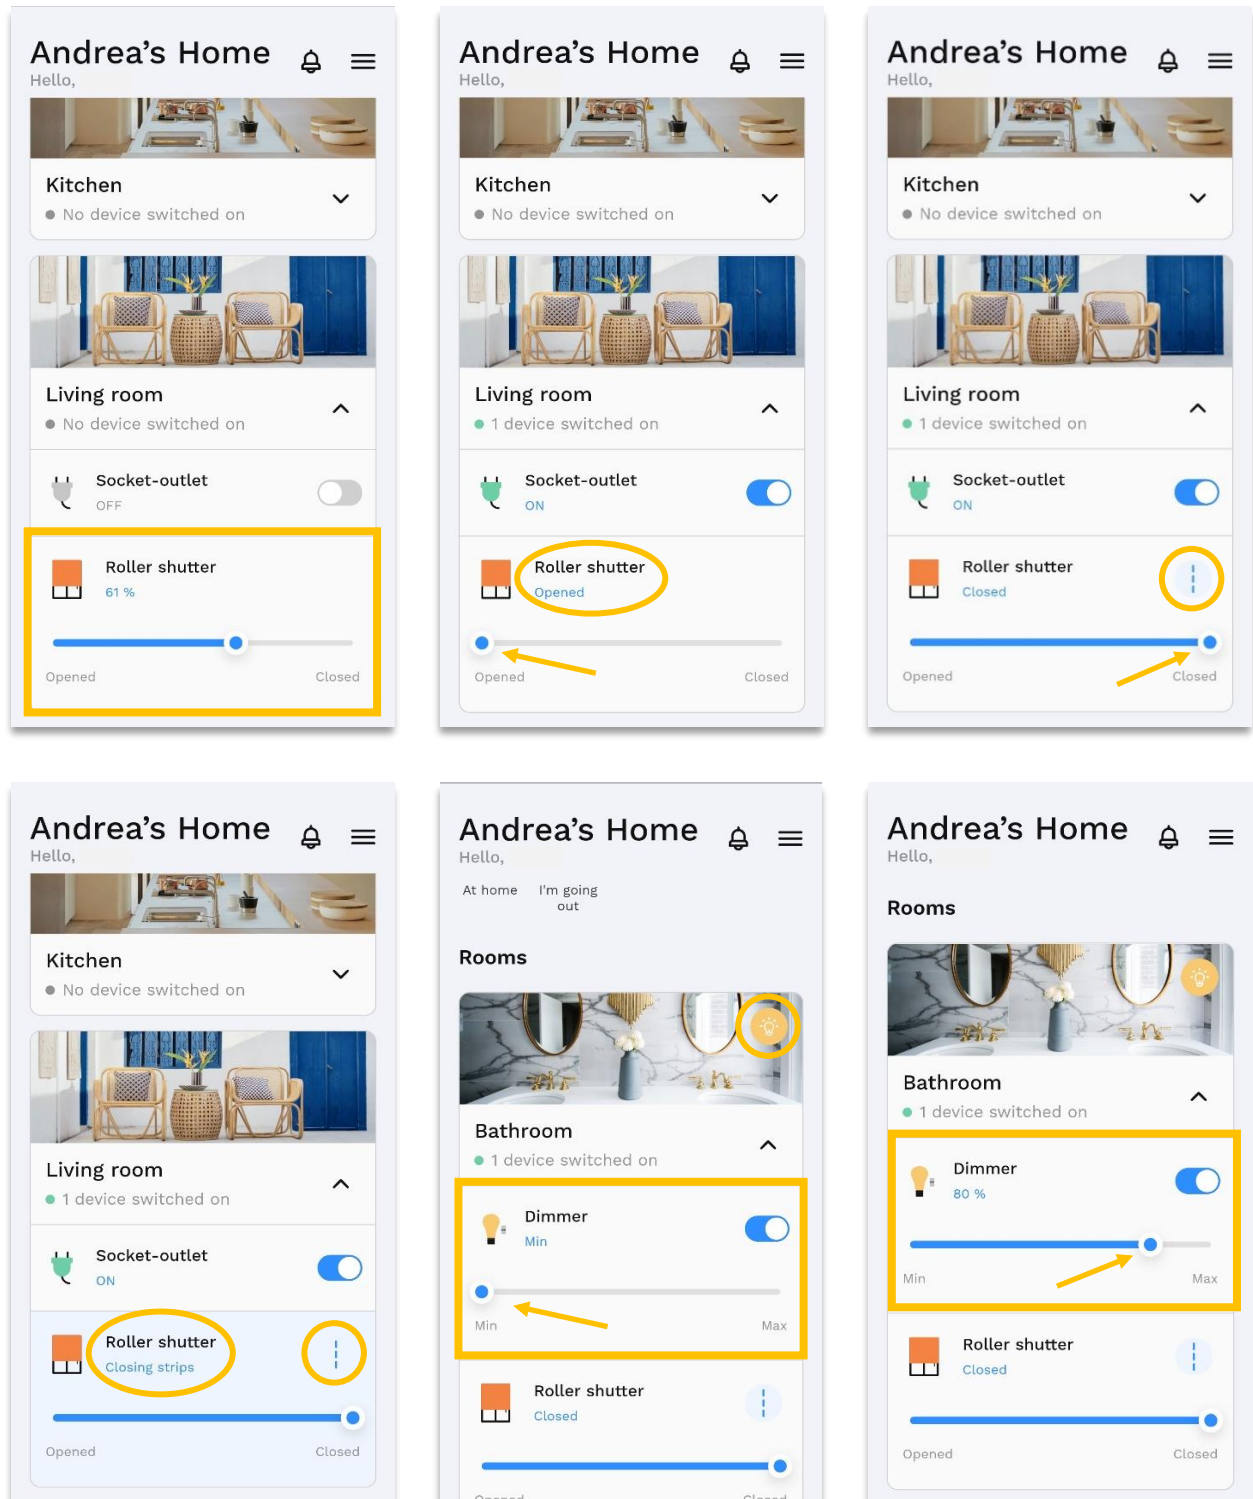 Andrea's Home
Hello,
Kitchen
No device switched on
Living room
No device switched on
Socket-outlet
OFF
Roller shutter
61 %
Opened
Closed
Andrea's Home
Hello,
Kitchen
No device switched on
Living room
1 device switched on
Socket-outlet
ON
Roller shutter
Opened
Opened
Closed
Andrea's Home
Hello,
Kitchen
No device switched on
Living room
1 device switched on
Socket-outlet
ON
Roller shutter
Closed
Opened
Closed
Andrea's Home
Hello,
Kitchen
No device switched on
Living room
1 device switched on
Socket-outlet
ON
Roller shutter
Closing strips
Opened
Closed
Andrea's Home
Hello,
At home
I'm going
out
Rooms
Bathroom
1 device switched on
Dimmer
Min
Min
Max
Roller shutter
Closed
Opened
Closed
Andrea's Home
Hello,
Rooms
Bathroom
1 device switched on
Dimmer
80 %
Min
Max
Roller shutter
Closed
Opened
Closed